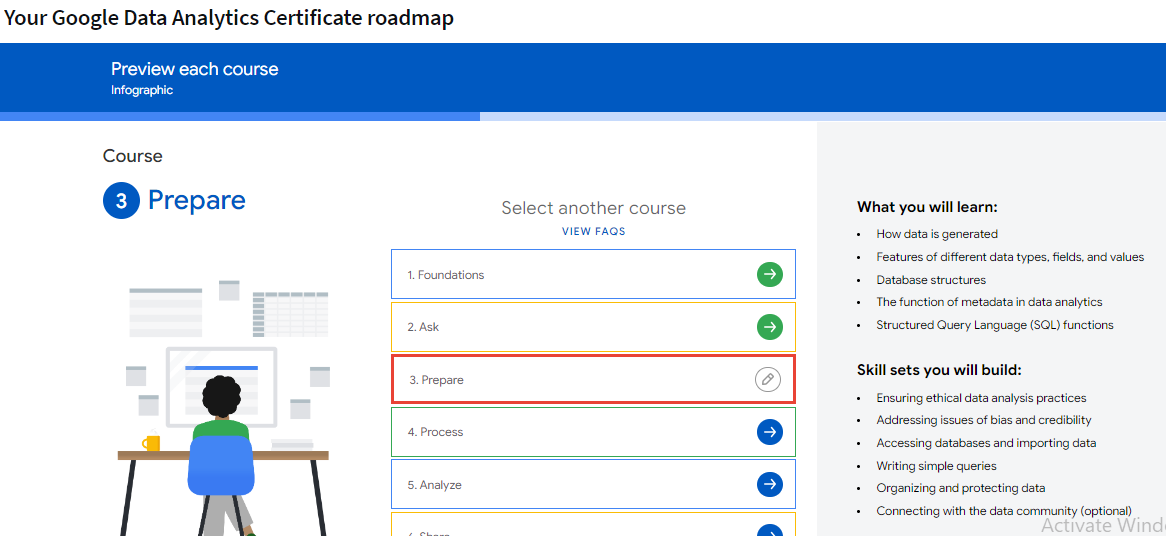 Your Google Data Analytics Certificate roadmap
Preview each course
Infographic
Course
3 Prepare
Select another course
VIEW FAQS
1. Foundations
2. Ask
3. Prepare
4. Process
5. Analyze
6. Share
What you will learn:
• How data is generated
• Features of different data types, fields, and values
• Database structures
• The function of metadata in data analytics
• Structured Query Language (SQL) functions
Skill sets you will build:
• Ensuring ethical data analysis practices
• Addressing issues of bias and credibility
• Accessing databases and importing data
• Writing simple queries
• Organizing and protecting data
• Connecting with the data community (optional)
Activate Wind